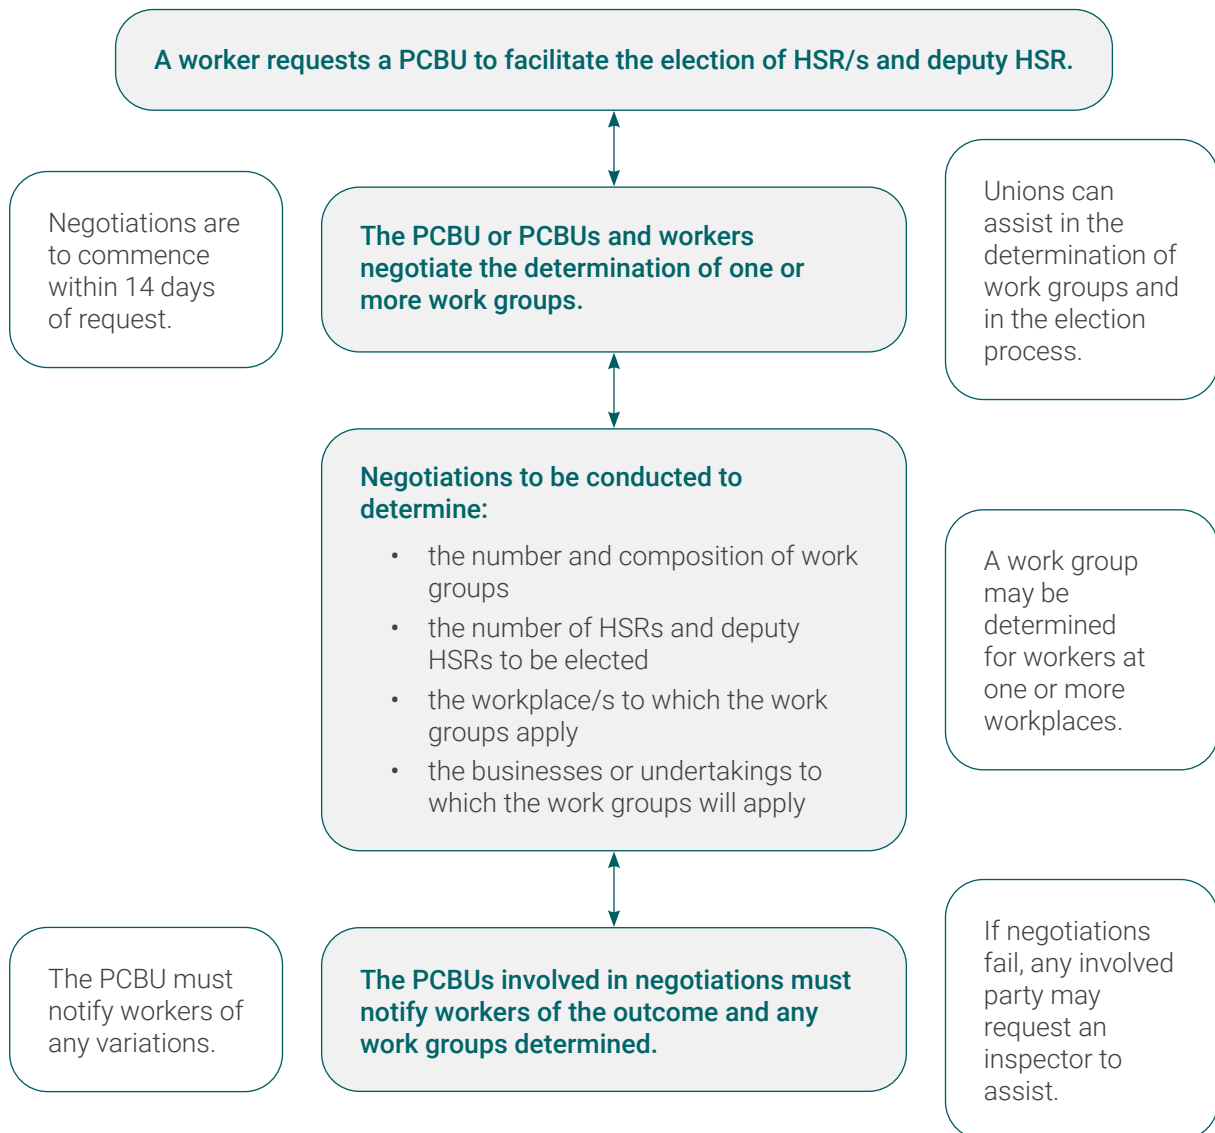 A worker requests a PCBU to facilitate the election of HSR/s and deputy HSR.
Negotiations are
to commence
within 14 days
of request.
The PCBU or PCBUs and workers
negotiate the determination of one or
more work groups.
Unions can
assist in the
determination of
work groups and
in the election
process.
Negotiations to be conducted to
determine:
• the number and composition of work
groups
• the number of HSRs and deputy
HSRs to be elected
• the workplace/s to which the work
groups apply
• the businesses or undertakings to
which the work groups will apply
A work group
may be
determined
for workers at
one or more
workplaces.
The PCBU must
notify workers of
any variations.
The PCBUs involved in negotiations must
notify workers of the outcome and any
work groups determined.
If negotiations
fail, any involved
party may
request an
inspector to
assist.